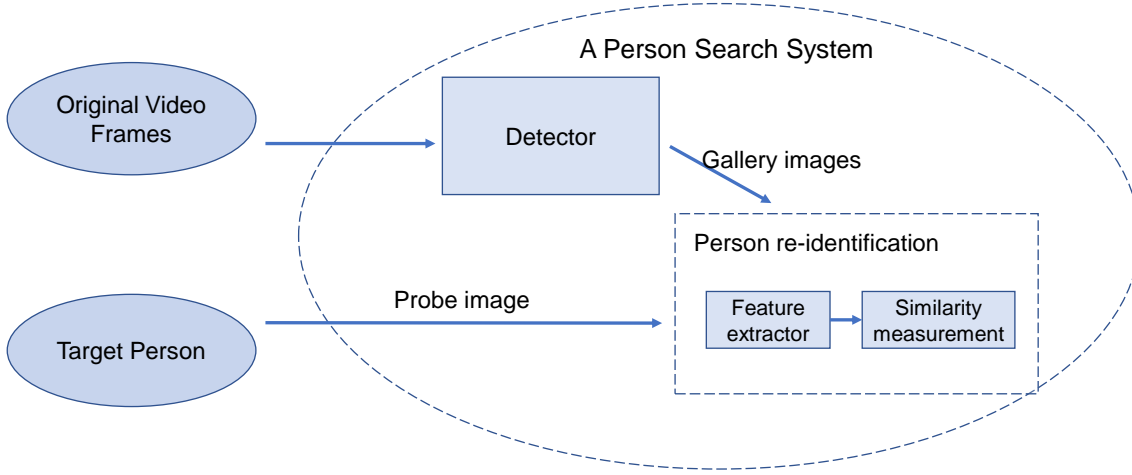 A Person Search System
Original Video
Frames
Detector
Gallery images
Person re-identification
Probe image
Feature
extractor
Similarity
measurement
Target Person